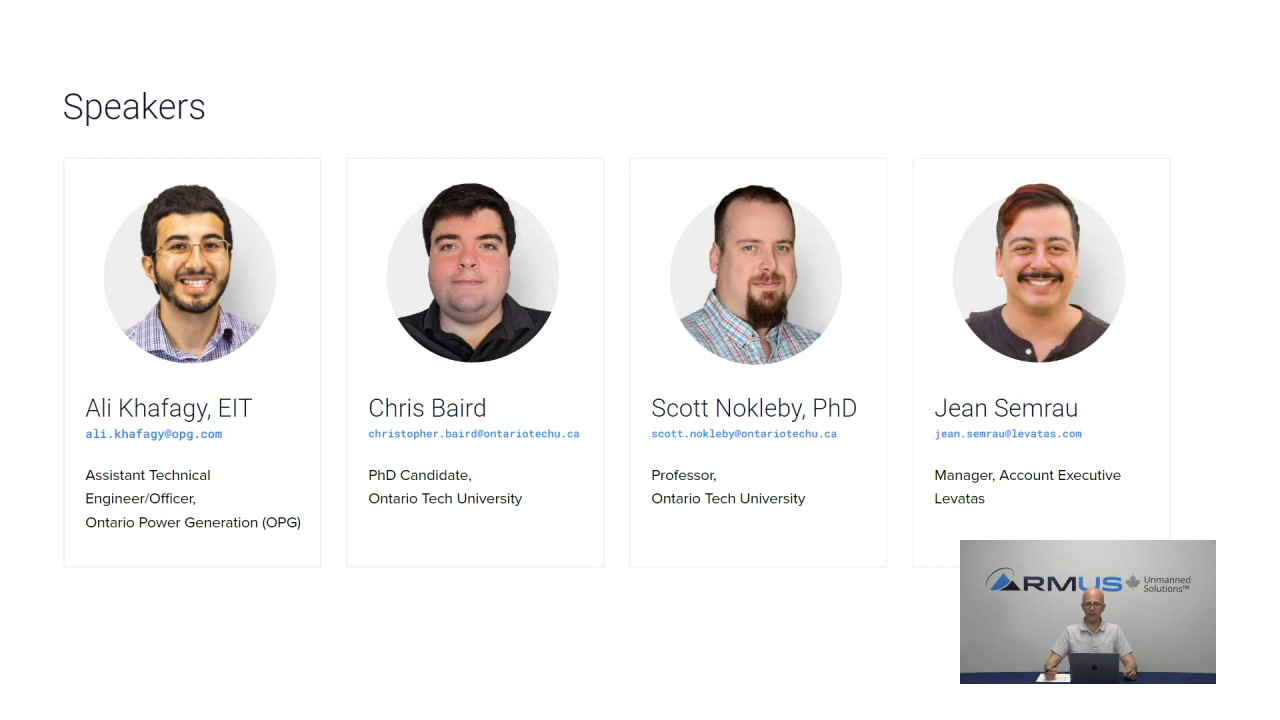 Speakers
Ali Khafagy, EIT
ali.khafagy@opg.com
Assistant Technical
Engineer/Officer,
Ontario Power Generation (OPG)
Chris Baird
christopher.baird@ontariotechu.ca
PhD Candidate,
Ontario Tech University
Scott Nokleby, PhD
scott.nokleby@ontariotechu.ca
Professor,
Ontario Tech University
Jean Semrau
jean.semrau@levatas.com
Manager, Account Executive
Levatas
ARMUS Unmanned
Solutions™